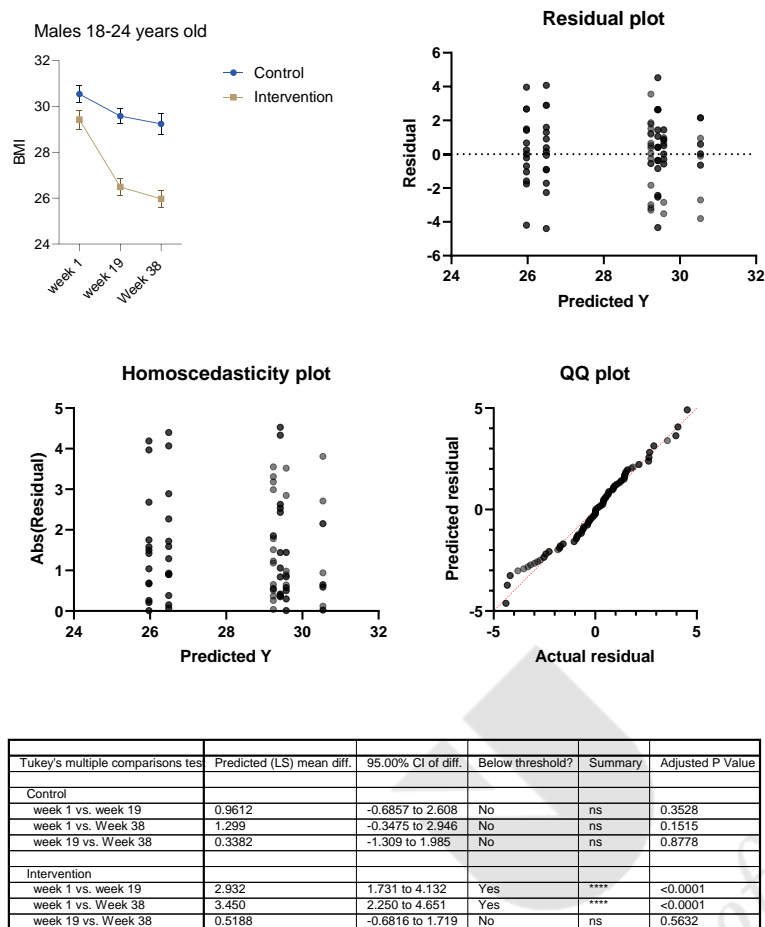 Males 18-24 years old
32
30
28
26
24
BMI
week 1
week 19
Week 38
Control
Intervention
Residual plot
6
4
2
0
-2
-4
-6
Residual
24 26 28 30 32
Predicted Y
Homoscedasticity plot
5
4
3
2
1
0
Abs(Residual)
24 26 28 30 32
Predicted Y
QQ plot
5
0
-5
Predicted residual
-5 0 5
Actual residual
Tukey's multiple comparisons tes Predicted (LS) mean diff. 95.00% CI of diff. Below threshold? Summary Adjusted P Value
Control
week 1 vs. week 19 0.9612 -0.6857 to 2.608 No ns 0.3528
week 1 vs. Week 38 1.299 -0.3475 to 2.946 No ns 0.1515
week 19 vs. Week 38 0.3382 -1.309 to 1.985 No ns 0.8778
Intervention
week 1 vs. week 19 2.932 1.731 to 4.132 Yes **** <0.0001
week 1 vs. Week 38 3.450 2.250 to 4.651 Yes **** <0.0001
week 19 vs. Week 38 0.5188 -0.6816 to 1.719 No ns 0.5632